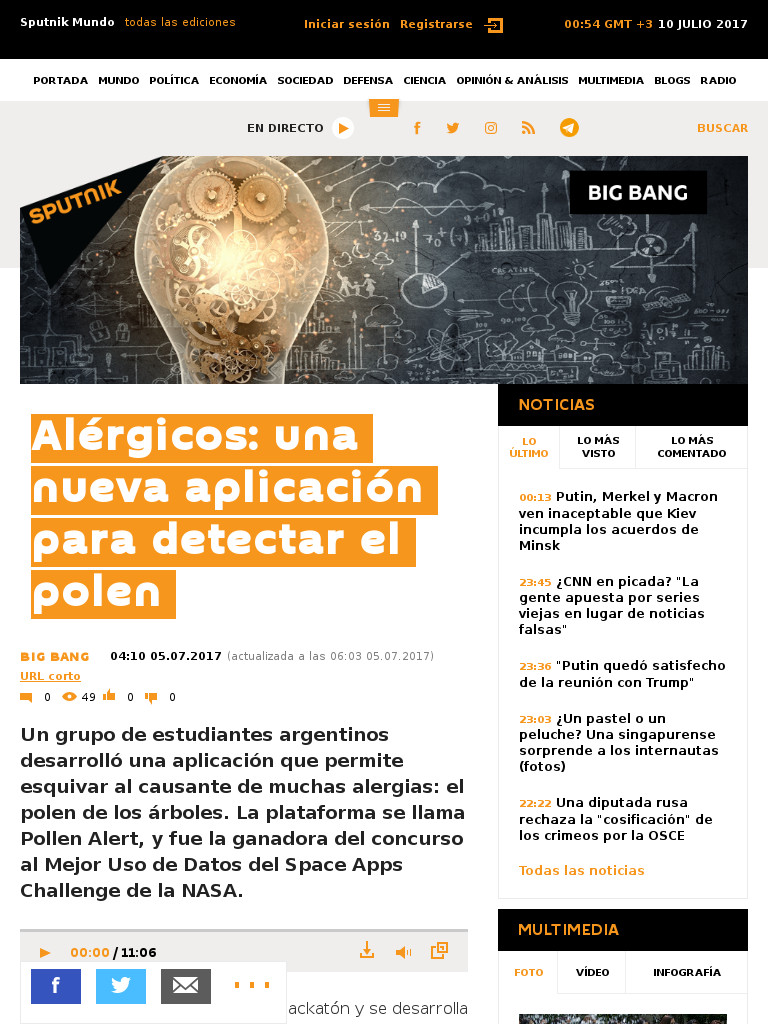 Sputnik Mundo todas las ediciones
Iniciar sesión Registrarse
00:54 GMT +3 10 JULIO 2017
PORTADA MUNDO POLÍTICA ECONOMÍA SOCIEDAD DEFENSA CIENCIA OPINIÓN & ANÁLISIS MULTIMEDIA BLOGS RADIO
EN DIRECTO
BUSCAR
SPUTNIK
BIG BANG
CREATIVE
Alérgicos: una
nueva aplicación
para detectar el
polen
BIG BANG 04:10 05.07.2017 (actualizada a las 06:03 05.07.2017)
URL corto
0 49 0 0
Un grupo de estudiantes argentinos
desarrolló una aplicación que permite
esquivar al causante de muchas alergias: el
polen de los árboles. La plataforma se llama
Pollen Alert, y fue la ganadora del concurso
al Mejor Uso de Datos del Space Apps
Challenge de la NASA.
00:00 / 11:06
ackatón y se desarrolla
NOTICIAS
LO ÚLTIMO
LO MÁS VISTO
LO MÁS COMENTADO
00:13 Putin, Merkel y Macron
ven inaceptable que Kiev
incumpla los acuerdos de
Minsk
23:45 ¿CNN en picada? "La
gente apuesta por series
viejas en lugar de noticias
falsas"
23:36 "Putin quedó satisfecho
de la reunión con Trump"
23:03 ¿Un pastel o un
peluche? Una singapurense
sorprende a los internautas
(fotos)
22:22 Una diputada rusa
rechaza la "cosificación" de
los crimeos por la OSCE
Todas las noticias
MULTIMEDIA
FOTO VÍDEO INFOGRAFÍA